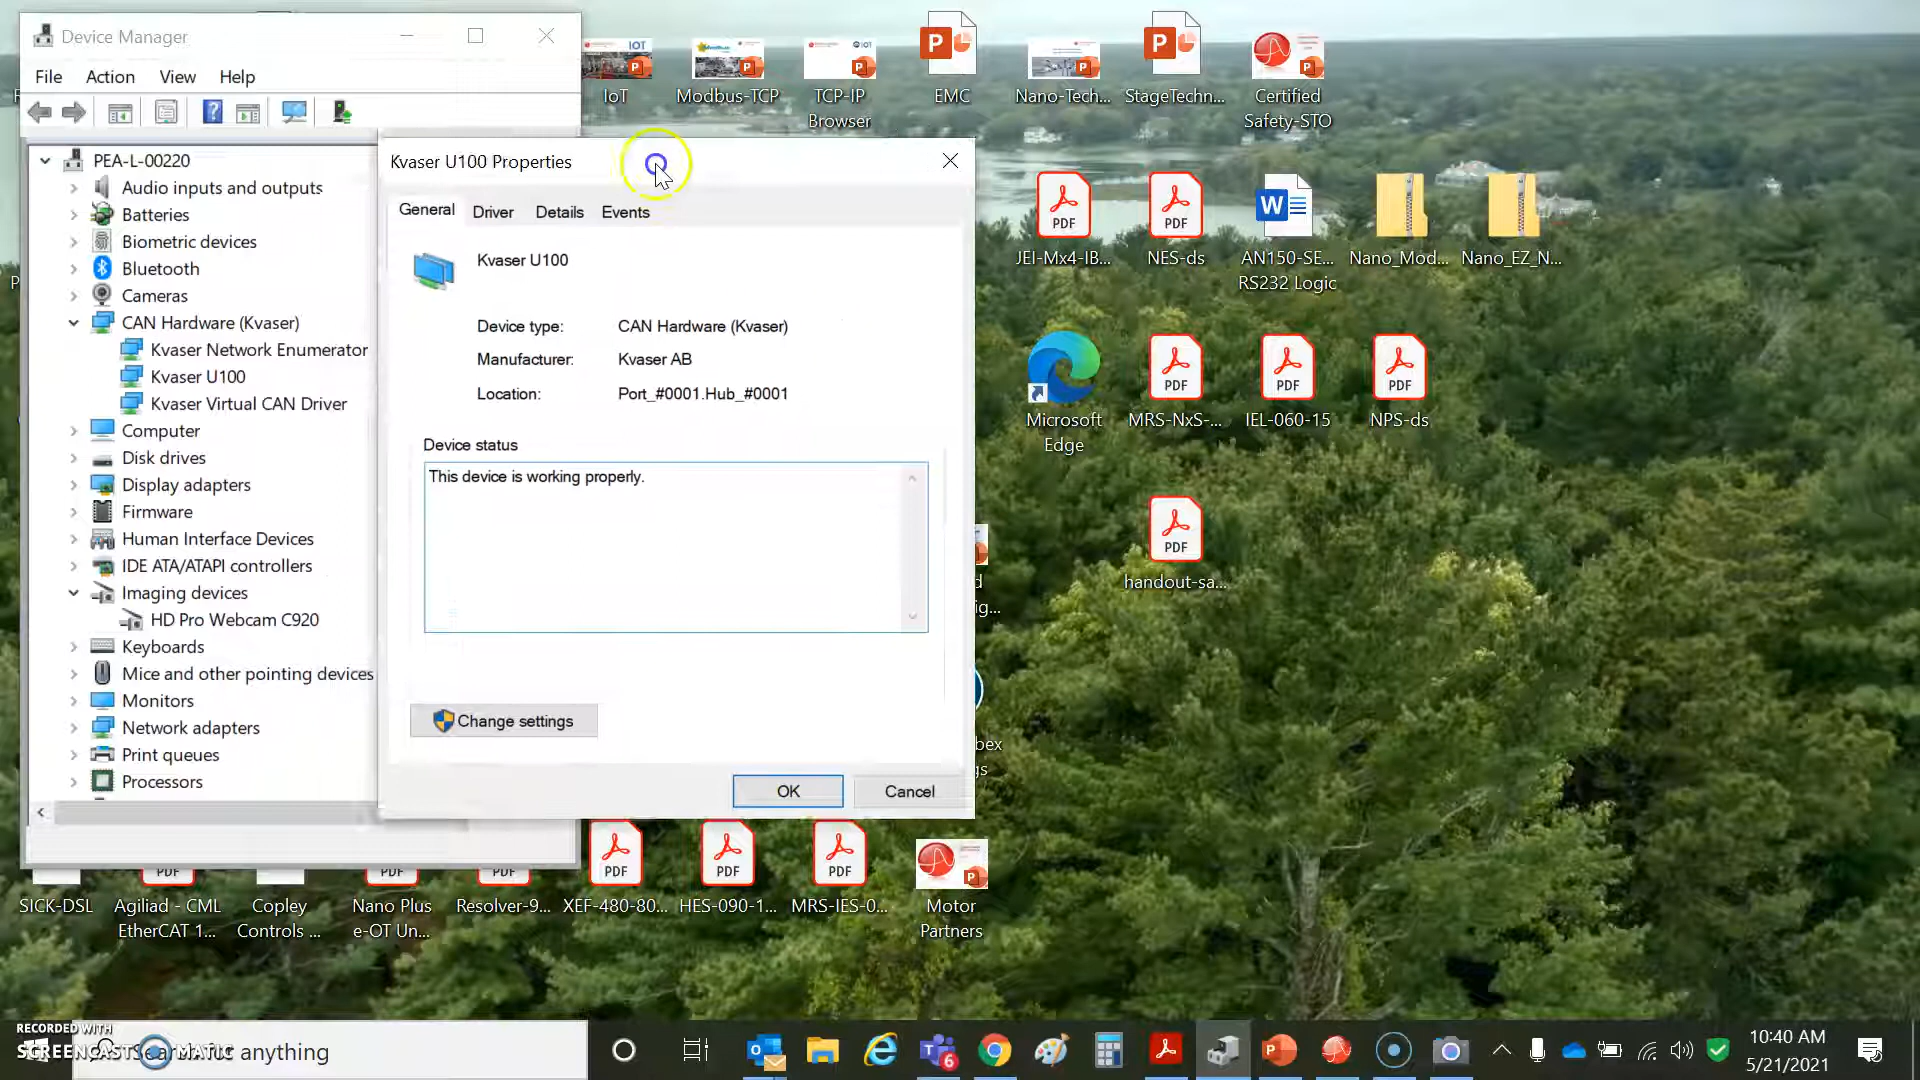 Device Manager
File Action View Help
PEA-L-00220
Audio inputs and outputs
Batteries
Biometric devices
Bluetooth
Cameras
CAN Hardware (Kvaser)
Kvaser Network Enumerator
Kvaser U100
Kvaser Virtual CAN Driver
Computer
Disk drives
Display adapters
Firmware
Human Interface Devices
IDE ATA/ATAPI controllers
Imaging devices
HD Pro Webcam C920
Keyboards
Mice and other pointing devices
Monitors
Network adapters
Print queues
Processors
Kvaser U100 Properties
General Driver Details Events
Kvaser U100
Device type: CAN Hardware (Kvaser)
Manufacturer: Kvaser AB
Location: Port_#0001.Hub_#0001
Device status
This device is working properly.
Change settings
OK Cancel
IoT
Modbus-TCP
TCP-IP
Browser
EMC
Nano-Tech...
StageTechn...
Certified
Safety-STO
JEI-Mx4-IB...
NES-ds
AN150-SE...
RS232 Logic
Nano_Mod...
Nano_EZ_N...
Microsoft
Edge
MRS-NxS-...
IEL-060-15
NPS-ds
handout-sa...
SICK-DSL
Agiliad - CML
EtherCAT 1...
Copley
Controls ...
Nano Plus
e-OT Un...
Resolver-9...
XEF-480-80...
HES-090-1...
MRS-IES-0...
Motor
Partners
RECORDED WITH
SCREENCAST MATIC
anything
10:40 AM
5/21/2021